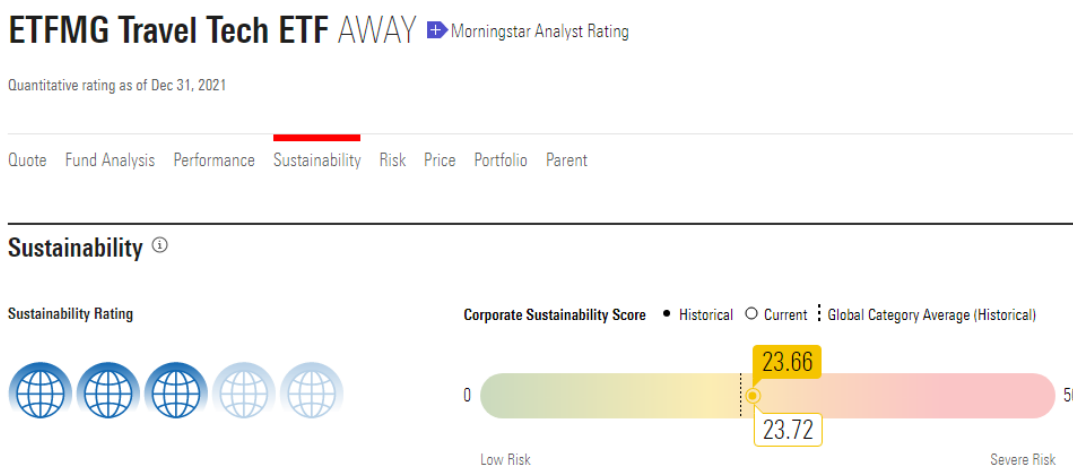 ETFMG Travel Tech ETF AWAY Morningstar Analyst Rating
Quantitative rating as of Dec 31, 2021
Quote Fund Analysis Performance Sustainability Risk Price Portfolio Parent
Sustainability
Sustainability Rating
Corporate Sustainability Score Historical Current Global Category Average (Historical)
23.66
0
23.72
Low Risk Severe Risk